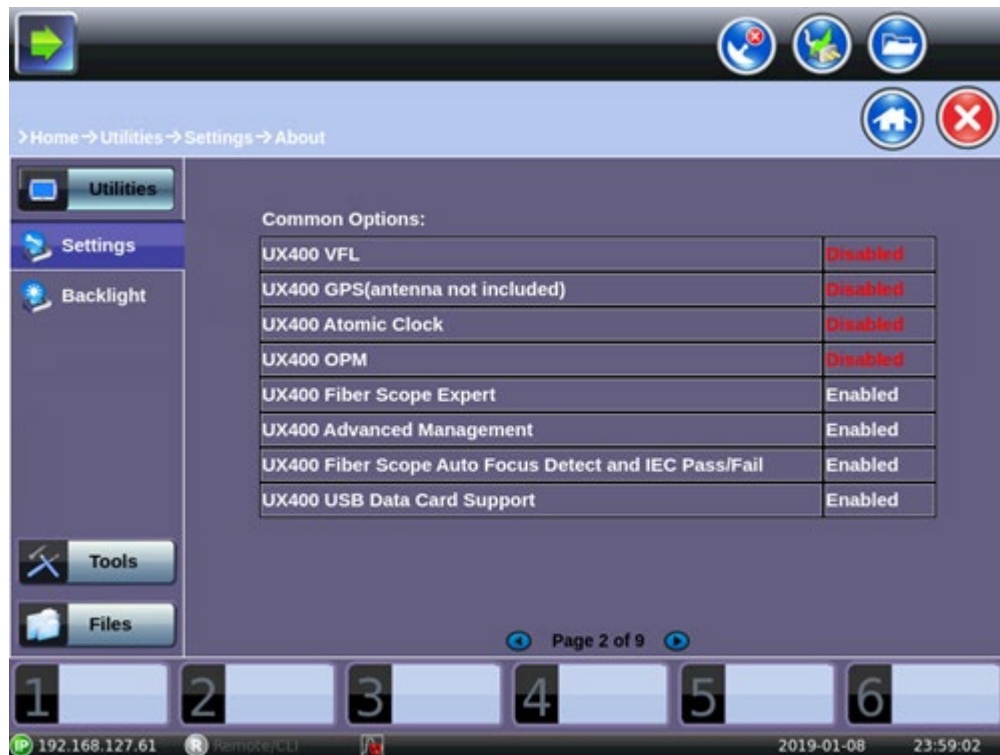 >Home→Utilities→Settings→About
Utilities
Settings
Backlight
Tools
Files
Common Options:
UX400 VFL Disabled
UX400 GPS(antenna not included) Disabled
UX400 Atomic Clock Disabled
UX400 OPM Disabled
UX400 Fiber Scope Expert Enabled
UX400 Advanced Management Enabled
UX400 Fiber Scope Auto Focus Detect and IEC Pass/Fail Enabled
UX400 USB Data Card Support Enabled
Page 2 of 9
1 2 3 4 5 6
IP 192.168.127.61 R Remote/CLI 2019-01-08 23:59:02